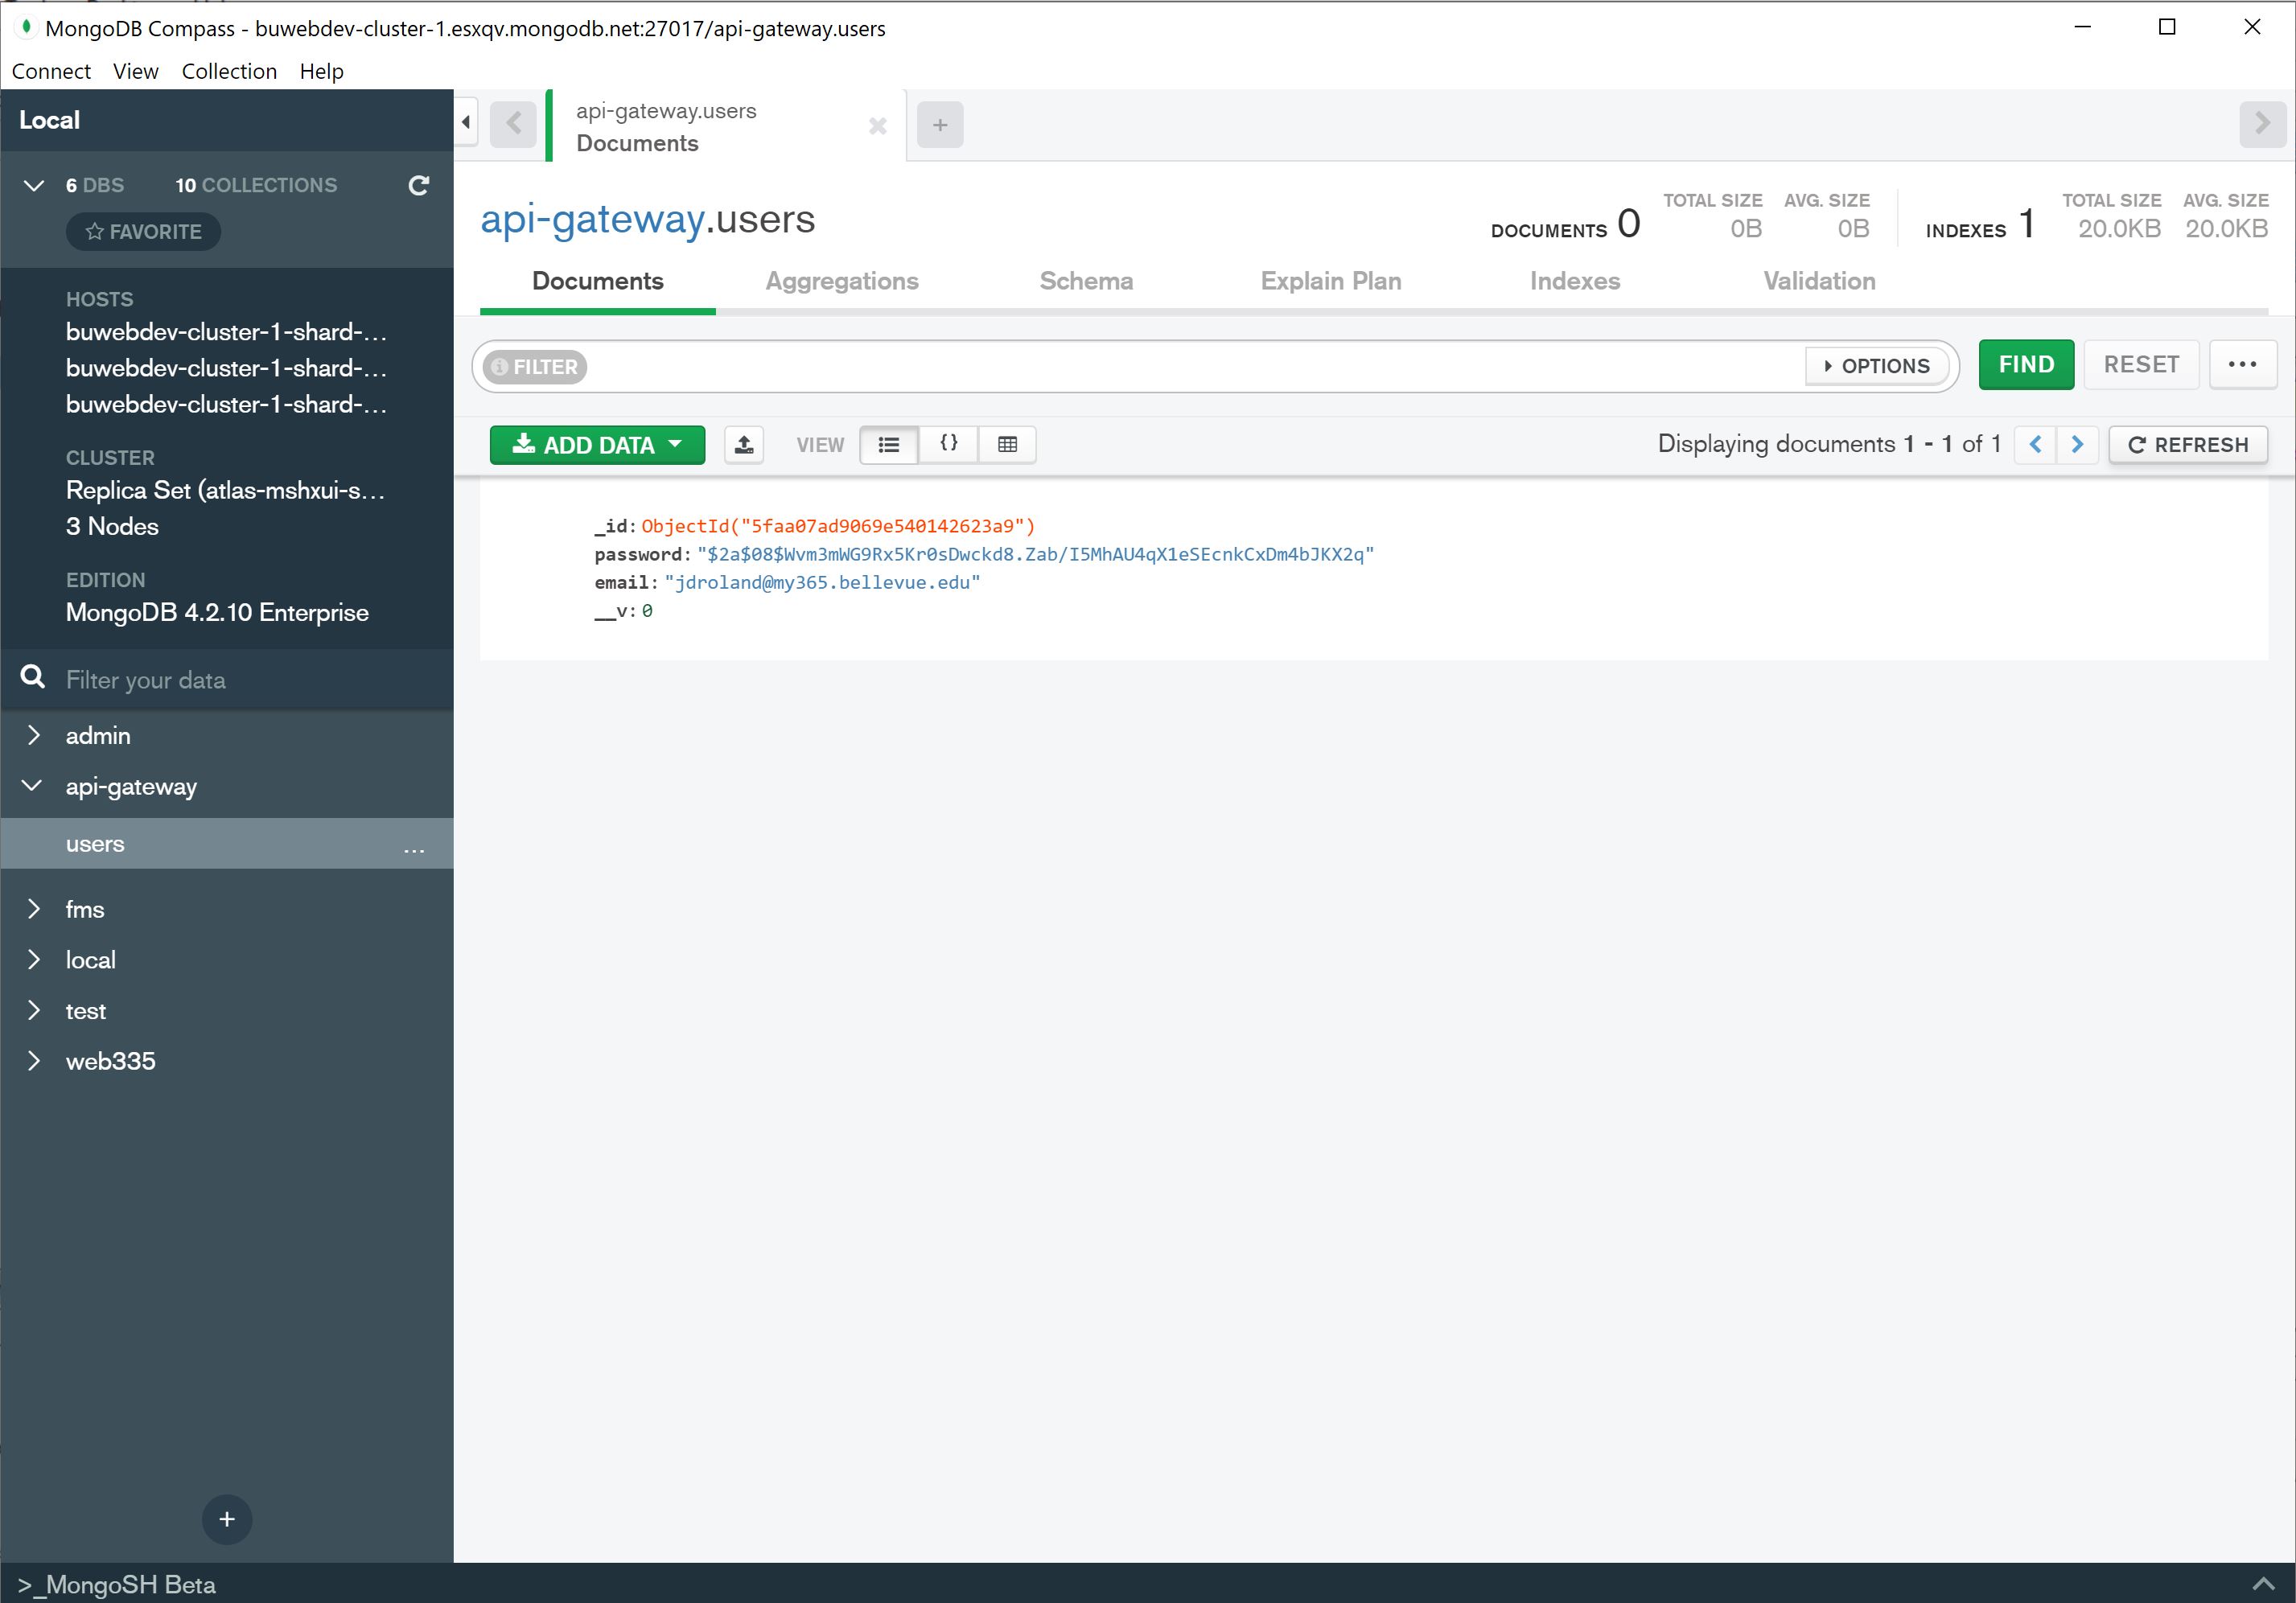 MongoDB Compass - buwebdev-cluster-1.esxqv.mongodb.net:27017/api-gateway.users
Connect View Collection Help
Local
6 DBS 10 COLLECTIONS
FAVORITE
HOSTS
buwebdev-cluster-1-shard-...
buwebdev-cluster-1-shard-...
buwebdev-cluster-1-shard-...
CLUSTER
Replica Set (atlas-mshxui-s...
3 Nodes
EDITION
MongoDB 4.2.10 Enterprise
Filter your data
admin
api-gateway
users ...
fms
local
test
web335
+
api-gateway.users
Documents
+
api-gateway.users
DOCUMENTS 0 TOTAL SIZE 0B AVG. SIZE 0B INDEXES 1 TOTAL SIZE 20.0KB AVG. SIZE 20.0KB
Documents Aggregations Schema Explain Plan Indexes Validation
FILTER OPTIONS FIND RESET ...
ADD DATA VIEW {} Displaying documents 1 - 1 of 1 REFRESH
_id: ObjectId("5faa07ad9069e540142623a9")
password: "$2a$08$Wvm3mWG9Rx5Kr0sDwckd8.Zab/I5MhAU4qX1eSEcnkCxDm4bJKX2q"
email: "jdroland@my365.bellevue.edu"
__v: 0
>_MongoSH Beta